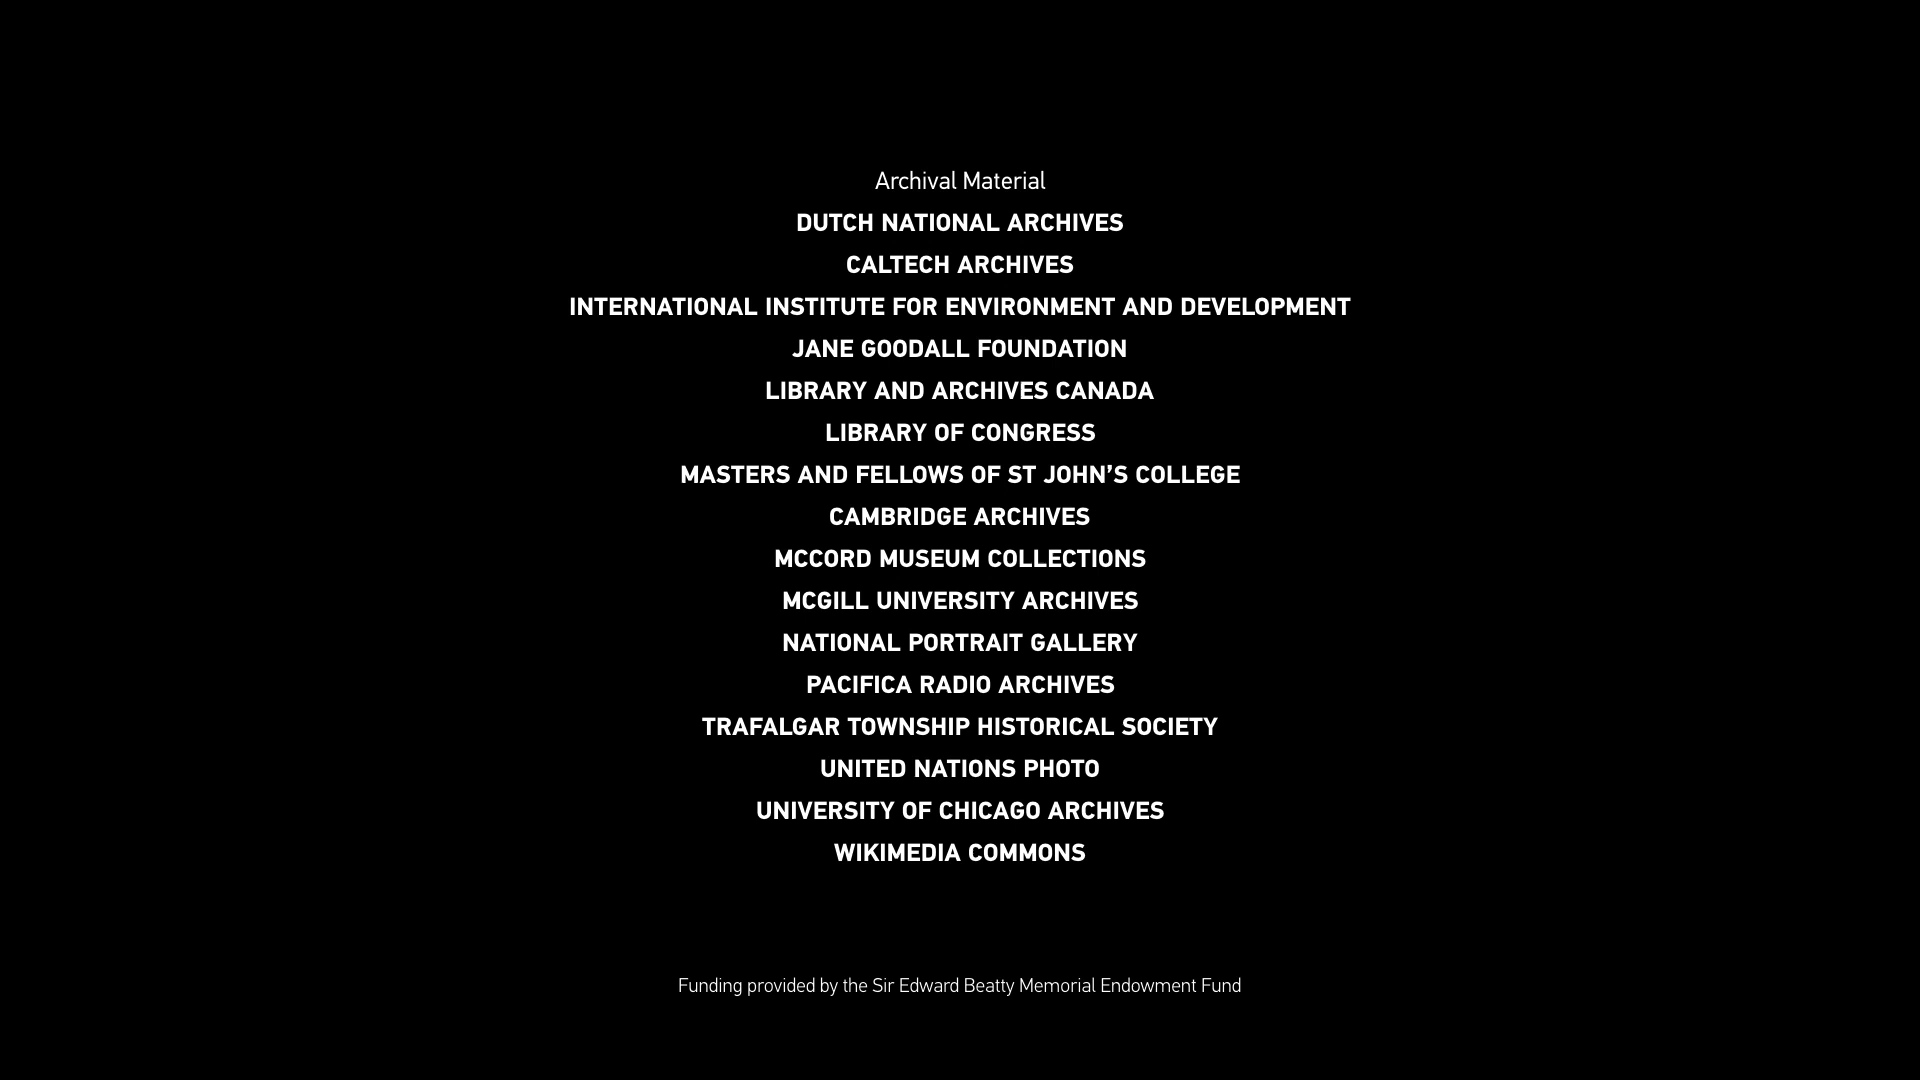 Archival Material
DUTCH NATIONAL ARCHIVES
CALTECH ARCHIVES
INTERNATIONAL INSTITUTE FOR ENVIRONMENT AND DEVELOPMENT
JANE GOODALL FOUNDATION
LIBRARY AND ARCHIVES CANADA
LIBRARY OF CONGRESS
MASTERS AND FELLOWS OF ST JOHN’S COLLEGE
CAMBRIDGE ARCHIVES
MCCORD MUSEUM COLLECTIONS
MCGILL UNIVERSITY ARCHIVES
NATIONAL PORTRAIT GALLERY
PACIFICA RADIO ARCHIVES
TRAFALGAR TOWNSHIP HISTORICAL SOCIETY
UNITED NATIONS PHOTO
UNIVERSITY OF CHICAGO ARCHIVES
WIKIMEDIA COMMONS
Funding provided by the Sir Edward Beatty Memorial Endowment Fund